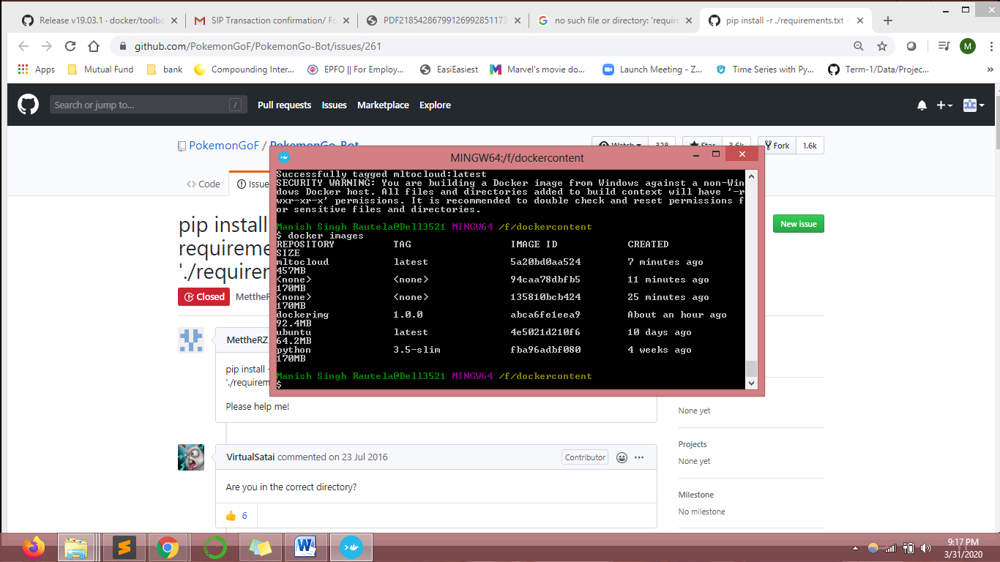 Release v19.03.1 · docker/toolbo
SIP Transaction confirmation/ Fo
PDF21854286799126992851173
no such file or directory: 'require
pip install -r ./requirements.txt -
github.com/PokemonGoF/PokemonGo-Bot/issues/261
M
Apps
Mutual Fund
bank
Compounding Inter...
EPFO || For Employ...
EasiEasiest
Marvel's movie do...
Launch Meeting - Z...
Time Series with Py...
Term-1/Data/Projec...
»
Search or jump to...
/
Pull requests
Issues
Marketplace
Explore
PokemonGoF / PokemonGo-Bot
Watch
328
Star
3.6k
Fork
1.6k
<> Code
Issue
pip install
requireme
'./requiren
New issue
Closed
MettheR
MettheRZ
pip install -
'./requirem
Please help me!
MINGW64:/f/dockercontent
Successfully tagged mltocloud:latest
SECURITY WARNING: You are building a Docker image from Windows against a non-Win
dows Docker host. All files and directories added to build context will have '-r
wxr-xr-x' permissions. It is recommended to double check and reset permissions f
or sensitive files and directories.
Manish Singh Rautela@Dell3521 MINGW64 /f/dockercontent
$ docker images
REPOSITORY TAG IMAGE ID CREATED
SIZE
mltocloud latest 5a20bd0aa524 7 minutes ago
457MB
<none> <none> 94caa78dbfb5 11 minutes ago
170MB
<none> <none> 135810bcb424 25 minutes ago
170MB
dockerimg 1.0.0 abca6fe1eea9 About an hour ago
92.4MB
ubuntu latest 4e5021d210f6 10 days ago
64.2MB
python 3.5-slim fba96adbf080 4 weeks ago
170MB
Manish Singh Rautela@Dell3521 MINGW64 /f/dockercontent
$
None yet
Projects
None yet
Milestone
No milestone
VirtualSatai commented on 23 Jul 2016
Contributor
Are you in the correct directory?
6
9:17 PM
3/31/2020